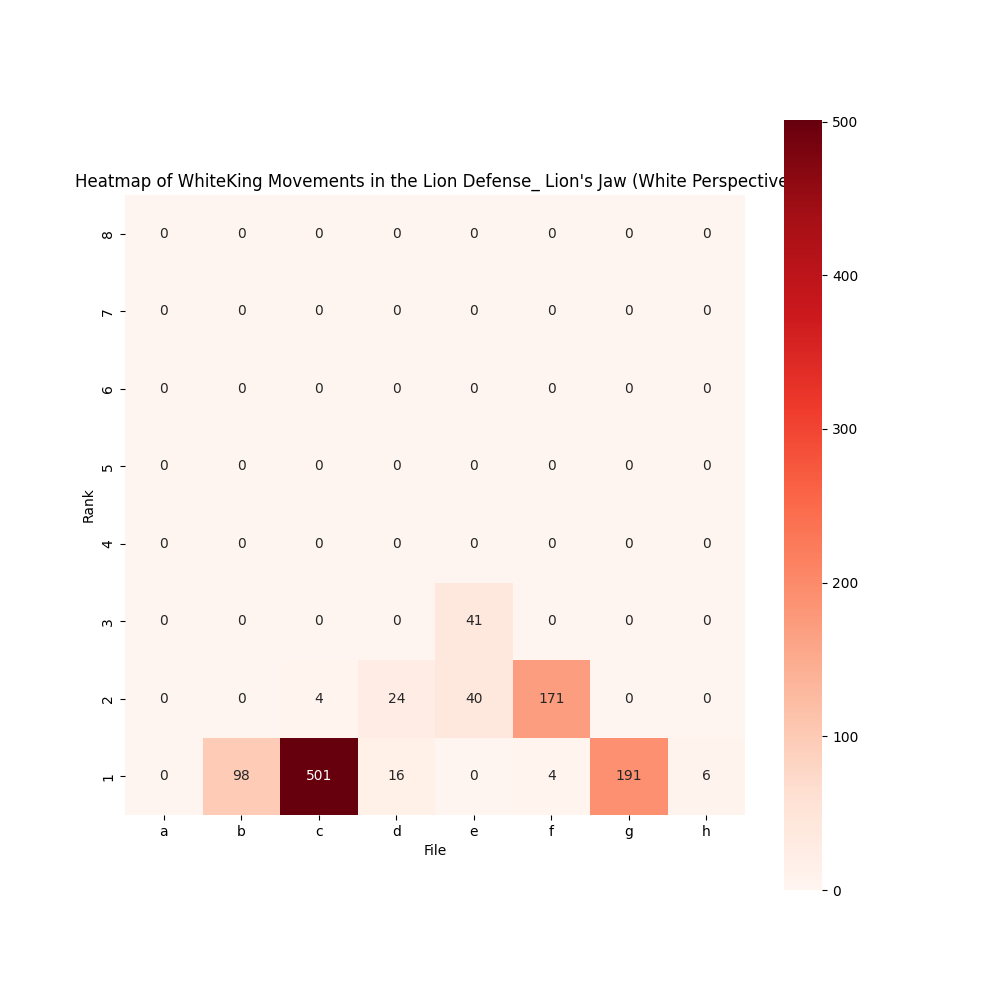 Heatmap of WhiteKing Movements in the Lion Defense_ Lion's Jaw (White Perspective
500
400
300
200
100
0
8 0 0 0 0 0 0 0 0
7 0 0 0 0 0 0 0 0
6 0 0 0 0 0 0 0 0
5 0 0 0 0 0 0 0 0
Rank
4 0 0 0 0 0 0 0 0
3 0 0 0 0 41 0 0 0
2 0 0 4 24 40 171 0 0
1 0 98 501 16 0 4 191 6
a b c d e f g h
File